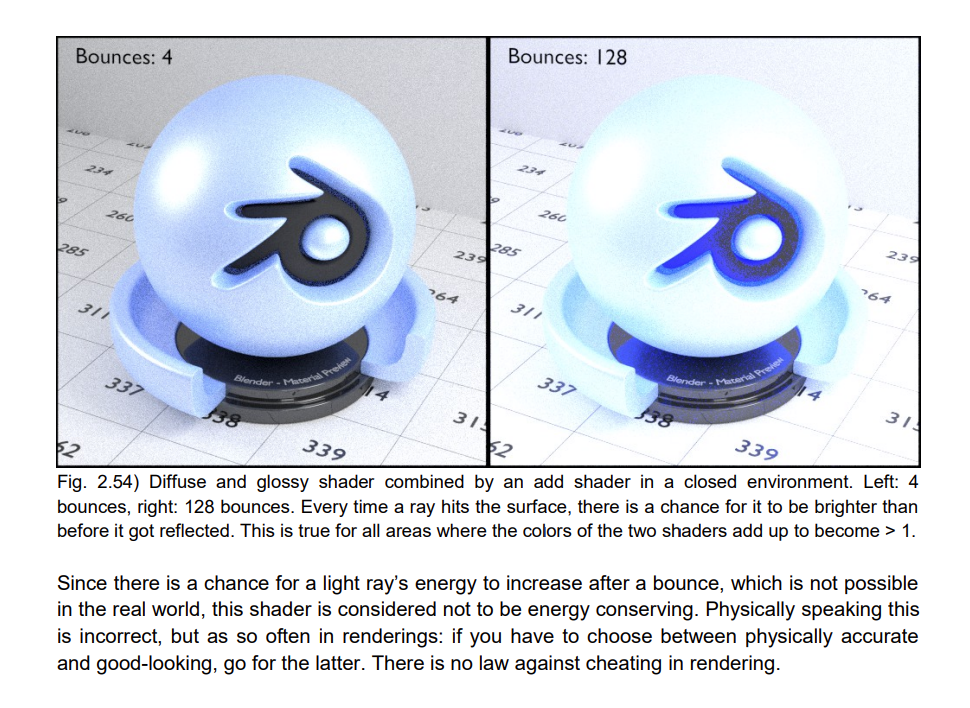 Bounces: 4
Bounces: 128
234
260
285
311
337
338
339
62
14
239
264
315
Blender - Material Preview
260
285
311
337
338
339
62
14
239
264
31
Blender - Material Preview
Fig. 2.54) Diffuse and glossy shader combined by an add shader in a closed environment. Left: 4
bounces, right: 128 bounces. Every time a ray hits the surface, there is a chance for it to be brighter than
before it got reflected. This is true for all areas where the colors of the two shaders add up to become > 1.
Since there is a chance for a light ray’s energy to increase after a bounce, which is not possible
in the real world, this shader is considered not to be energy conserving. Physically speaking this
is incorrect, but as so often in renderings: if you have to choose between physically accurate
and good-looking, go for the latter. There is no law against cheating in rendering.